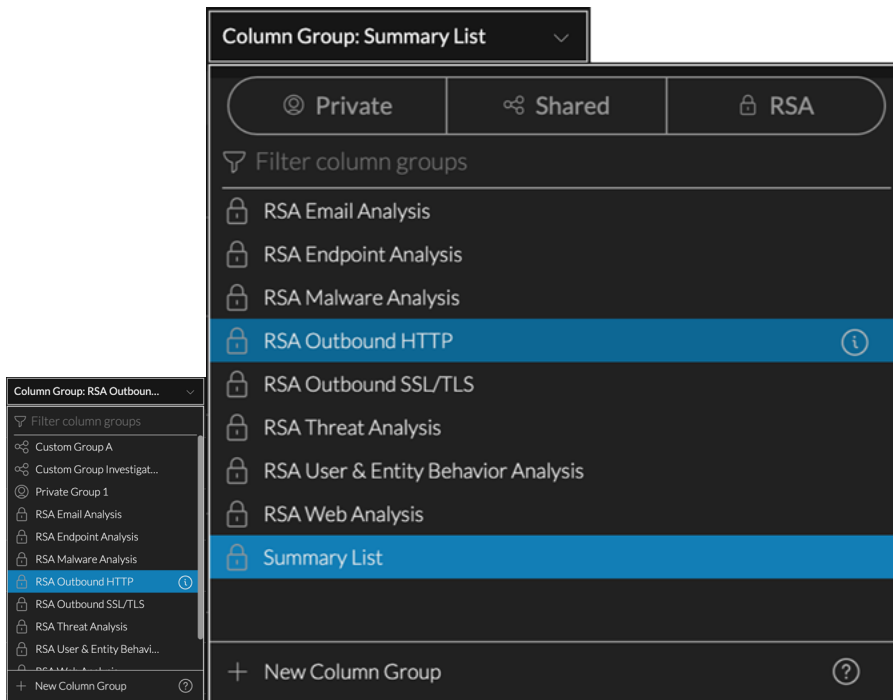 Column Group: Summary List
Private Shared RSA
Filter column groups
RSA Email Analysis
RSA Endpoint Analysis
RSA Malware Analysis
RSA Outbound HTTP
RSA Outbound SSL/TLS
RSA Threat Analysis
RSA User & Entity Behavior Analysis
RSA Web Analysis
Summary List
New Column Group
Column Group: RSA Outboun...
Filter column groups
Custom Group A
Custom Group Investigat...
Private Group 1
RSA Email Analysis
RSA Endpoint Analysis
RSA Malware Analysis
RSA Outbound HTTP
RSA Outbound SSL/TLS
RSA Threat Analysis
RSA User & Entity Behavi...
RSA Web Analysis
New Column Group